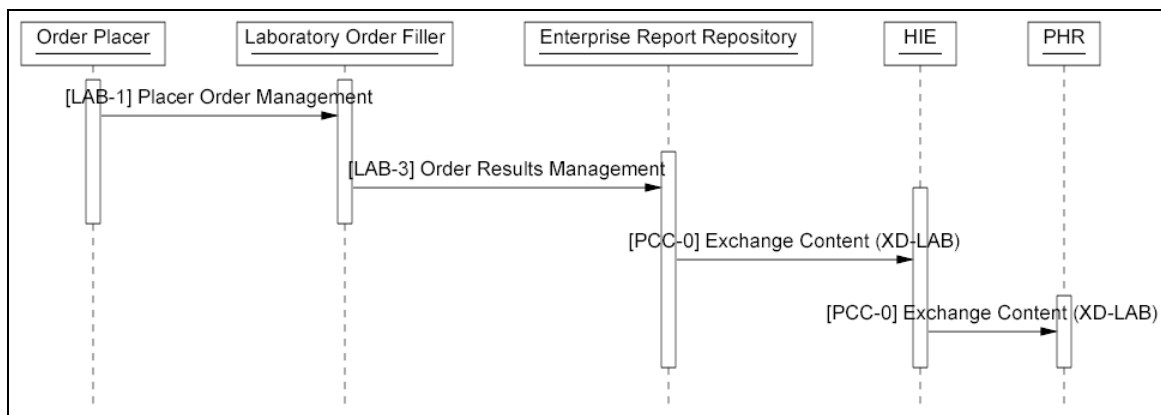 Order Placer
Laboratory Order Filler
Enterprise Report Repository
HIE
PHR
[LAB-1] Placer Order Management
[LAB-3] Order Results Management
[PCC-0] Exchange Content (XD-LAB)
[PCC-0] Exchange Content (XD-LAB)